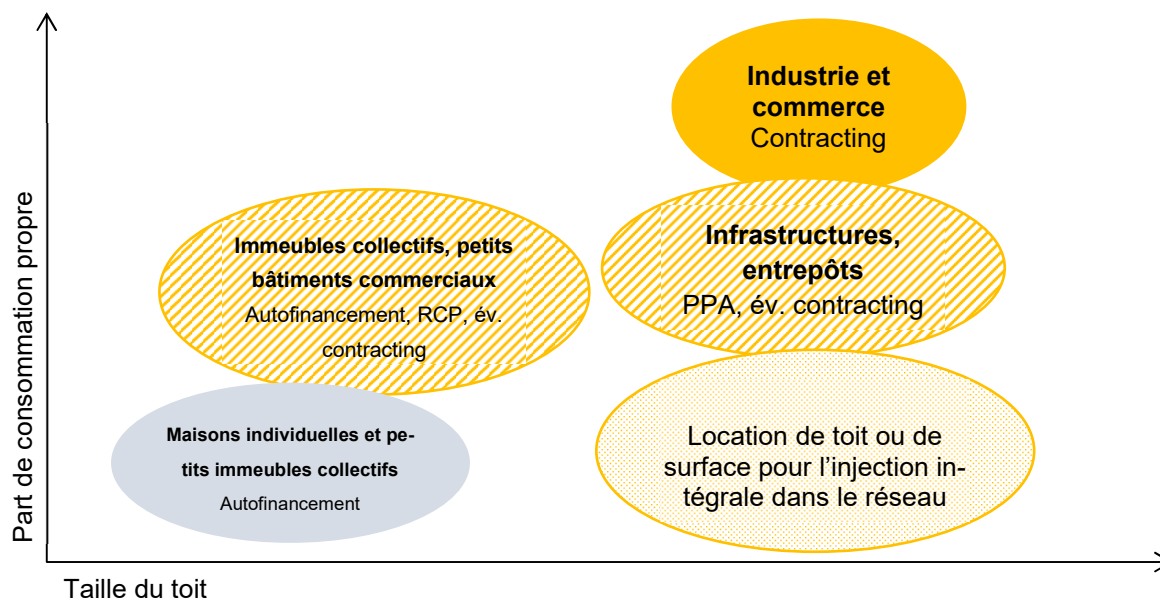 Part de consommation propre
Industrie et
commerce
Contracting
Immeubles collectifs, petits
bâtiments commerciaux
Autofinancement, RCP, év.
contracting
Infrastructures,
entrepôts
PPA, év. contracting
Maisons individuelles et pe-
tits immeubles collectifs
Autofinancement
Location de toit ou de
surface pour l’injection in-
tégrale dans le réseau
Taille du toit